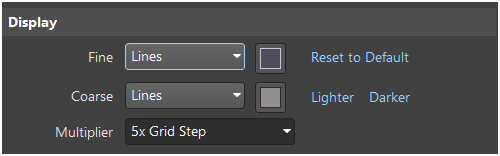 Display
Fine Lines Reset to Default
Coarse Lines Lighter Darker
Multiplier 5x Grid Step